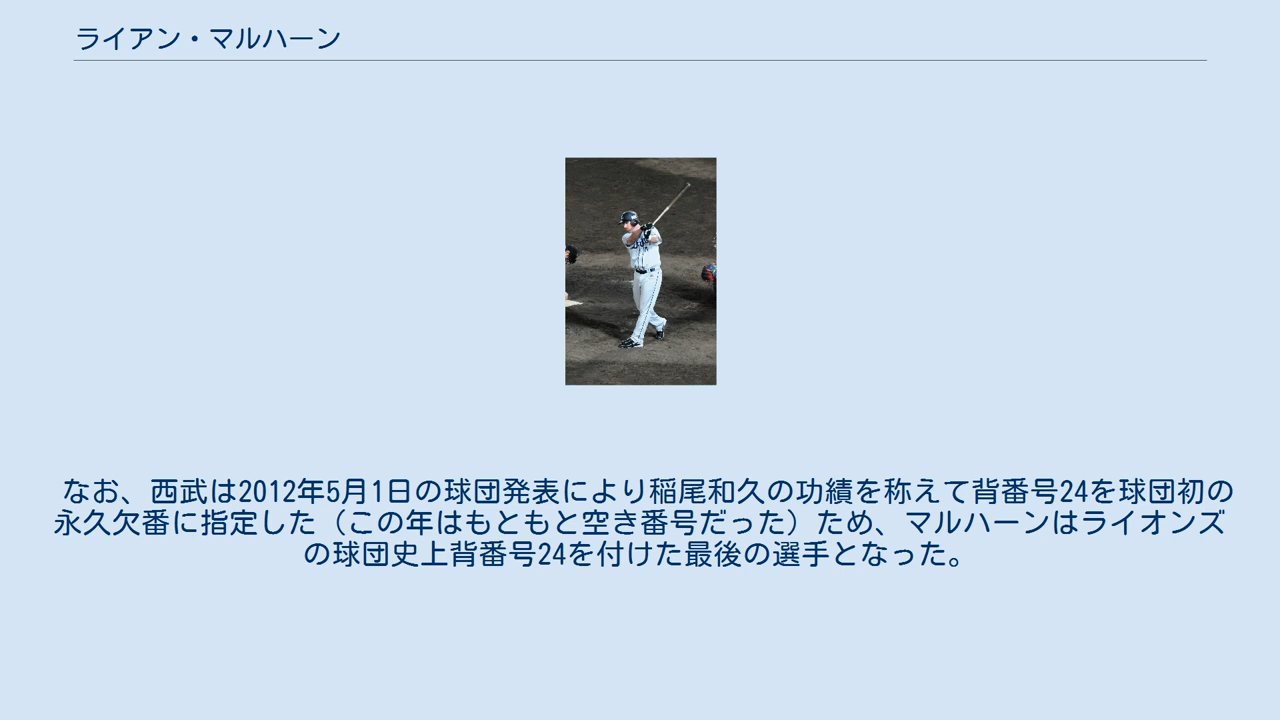 ライアン・マルハーン
なお、西武は2012年5月1日の球団発表により稲尾和久の功績を称えて背番号24を球団初の
永久欠番に指定した（この年はもともと空き番号だった）ため、マルハーンはライオンズ
の球団史上背番号24を付けた最後の選手となった。